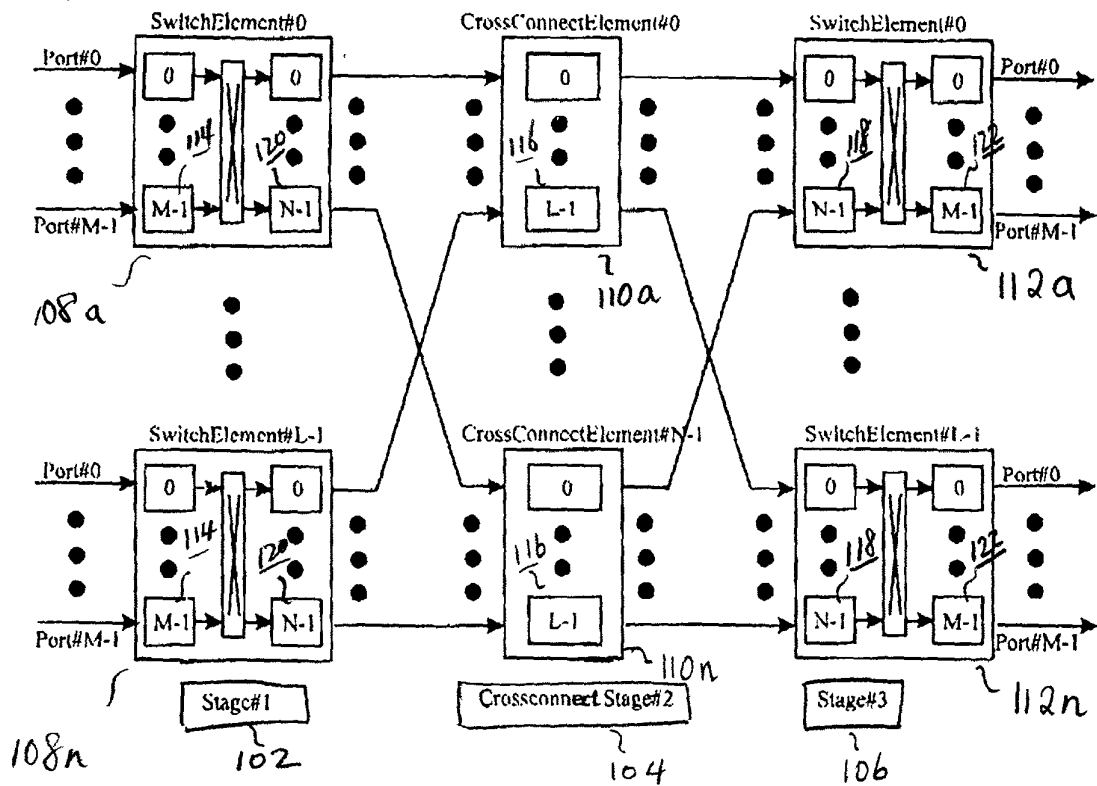 SwitchElement#0
CrossConnectElement#0
SwitchElement#0
Port#0
0
0
0
0
0
Port#0
114
120
116
118
122
Port#M-1
M-1
N-1
L-1
N-1
M-1
Port#M-1
108a
110a
112a
SwitchElement#L-1
CrossConnectElement#N-1
SwitchElement#L-1
Port#0
0
0
0
0
0
Port#0
114
120
116
118
122
Port#M-1
M-1
N-1
L-1
N-1
M-1
Port#M-1
108n
110n
112n
Stage#1
Crossconnect Stage#2
Stage#3
102
104
106